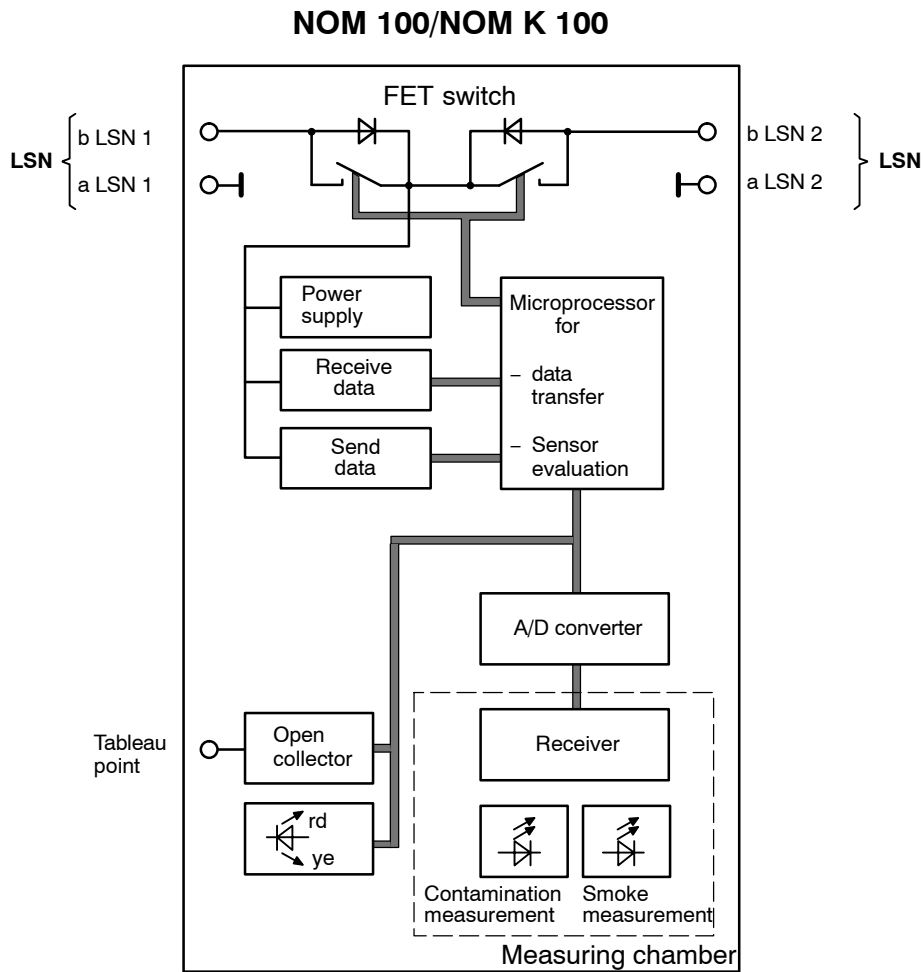 NOM 100/NOM K 100
FET switch
LSN
b LSN 1
a LSN 1
b LSN 2
a LSN 2
LSN
Power
supply
Receive
data
Send
data
Microprocessor
for
– data
transfer
– Sensor
evaluation
A/D converter
Tableau
point
Open
collector
Receiver
rd
ye
Contamination
measurement
Smoke
measurement
Measuring chamber